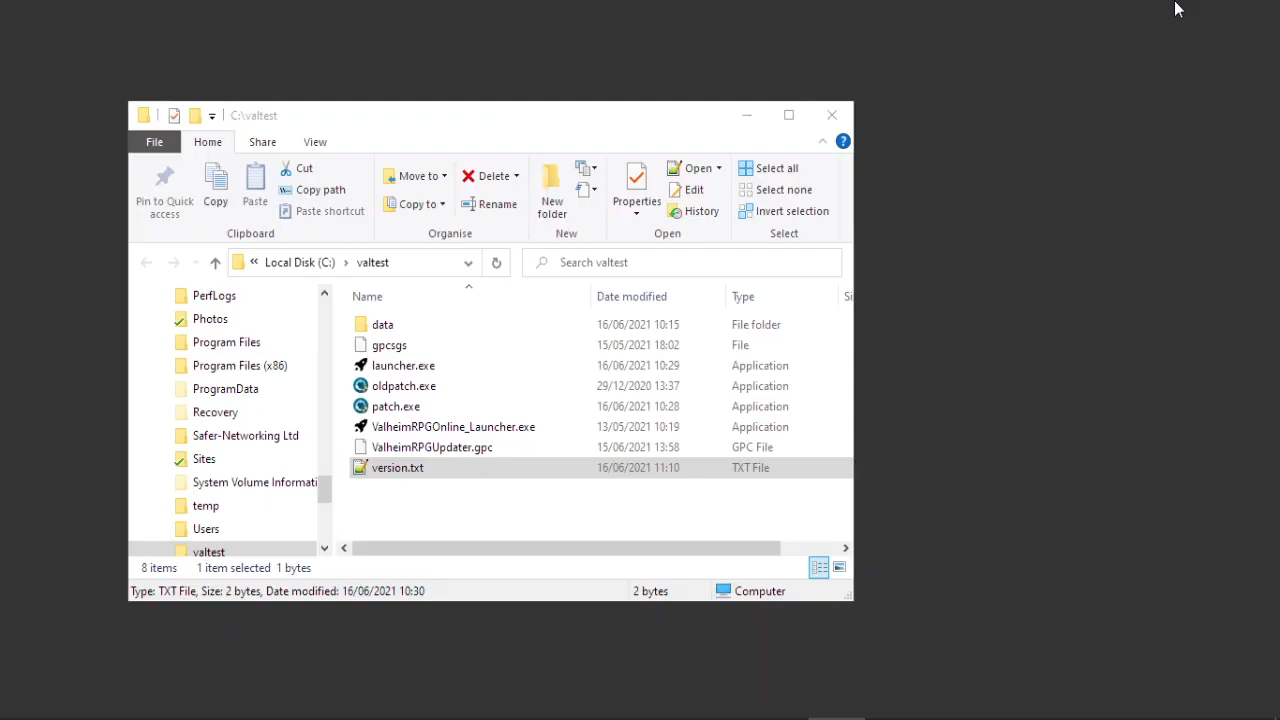 C:\valtest
File Home Share View
Pin to Quick access
Copy
Paste
Cut
Copy path
Paste shortcut
Clipboard
Move to
Copy to
Delete
Rename
Organise
New folder
New
Properties
Open
Edit
History
Open
Select all
Select none
Invert selection
Select
« Local Disk (C:) › valtest
Search valtest
PerfLogs
Photos
Program Files
Program Files (x86)
ProgramData
Recovery
Safer-Networking Ltd
Sites
System Volume Informati
temp
Users
valtest
Name Date modified Type Si
data 16/06/2021 10:15 File folder
gpcsgs 15/05/2021 18:02 File
launcher.exe 16/06/2021 10:29 Application
oldpatch.exe 29/12/2020 13:37 Application
patch.exe 16/06/2021 10:28 Application
ValheimRPGOnline_Launcher.exe 13/05/2021 10:19 Application
ValheimRPGUpdater.gpc 15/06/2021 13:58 GPC File
version.txt 16/06/2021 11:10 TXT File
8 items 1 item selected 1 bytes
Type: TXT File, Size: 2 bytes, Date modified: 16/06/2021 10:30 2 bytes Computer